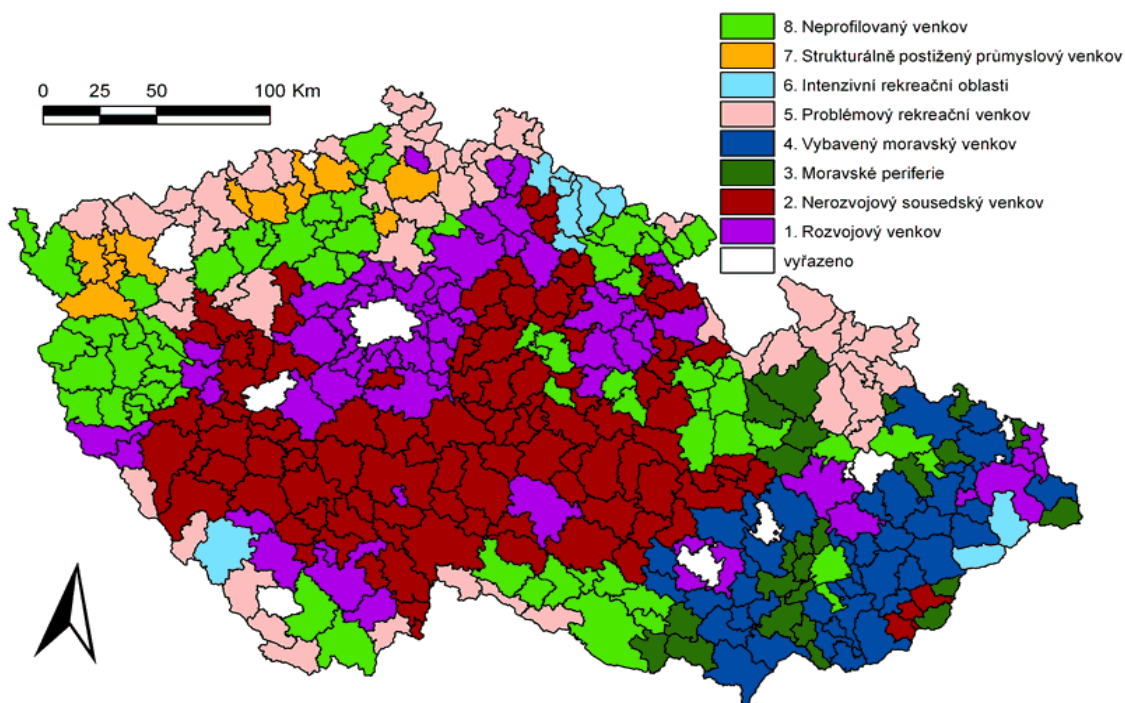 8. Neprofilovaný venkov
7. Strukturálně postižený průmyslový venkov
6. Intenzivní rekreační oblasti
5. Problémový rekreační venkov
4. Vybavený moravský venkov
3. Moravské periferie
2. Nerozvojový sousedský venkov
1. Rozvojový venkov
vyřazeno
0 25 50 100 Km